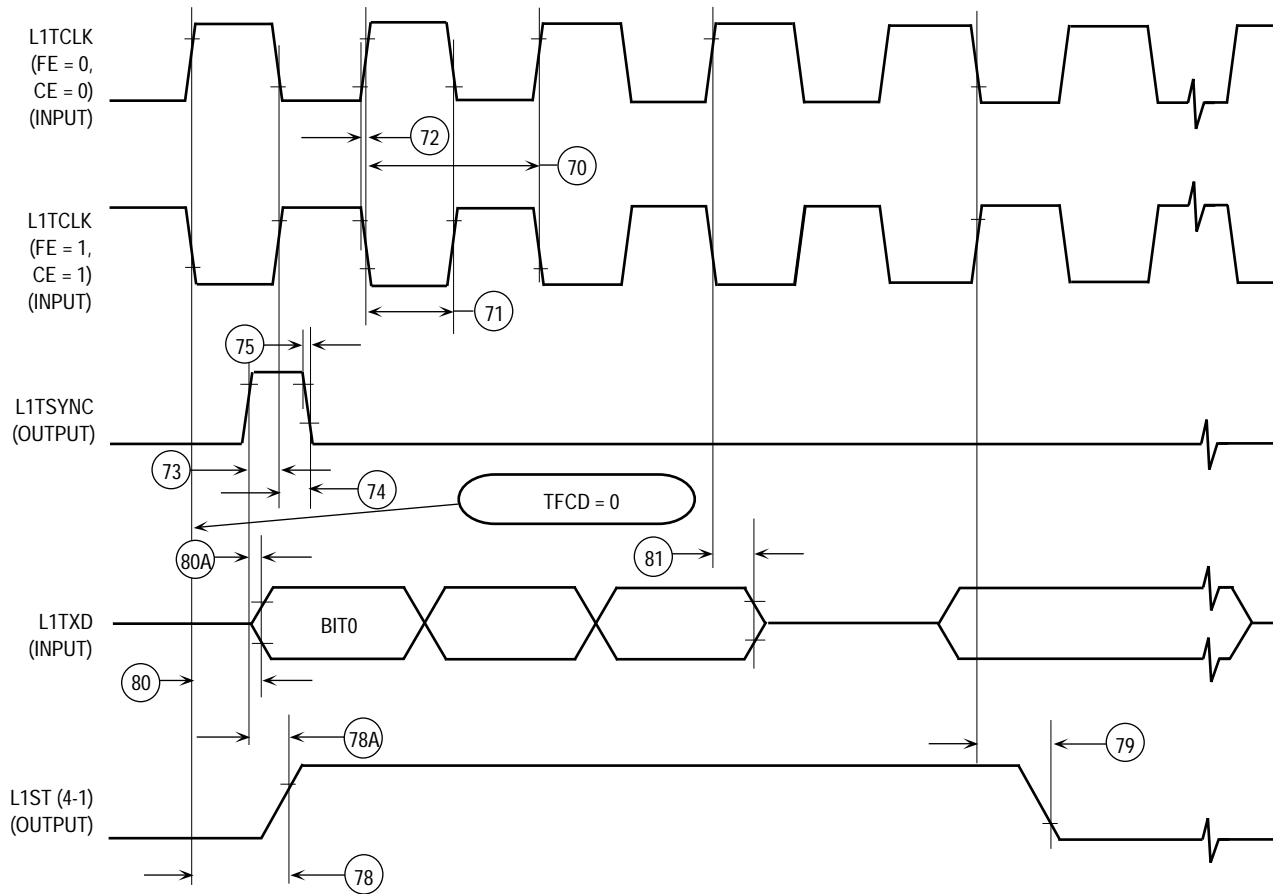 L1TCLK
(FE = 0,
CE = 0)
(INPUT)
72
70
L1TCLK
(FE = 1,
CE = 1)
(INPUT)
71
75
L1TSYNC
(OUTPUT)
73
74
TFCD = 0
80A
81
L1TXD
(INPUT)
BIT0
80
78A
79
L1ST (4-1)
(OUTPUT)
78